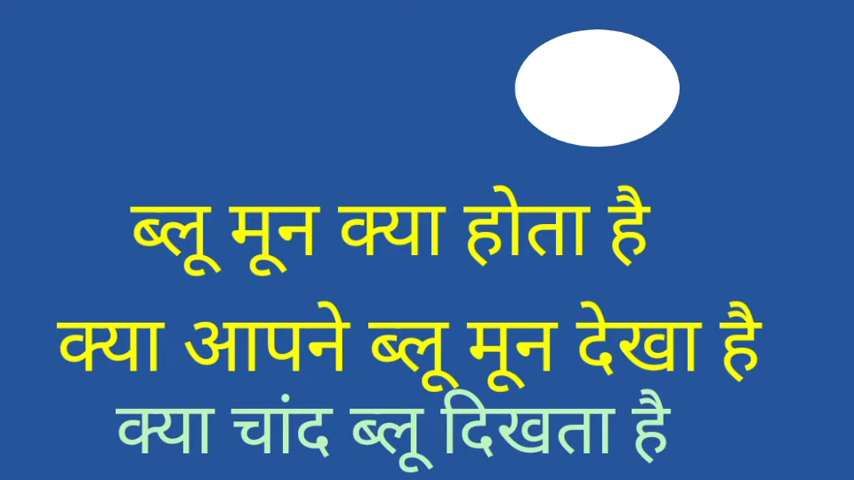 ब्लू मून क्या होता है
क्या आपने ब्लू मून देखा है
क्या चांद ब्लू दिखता है